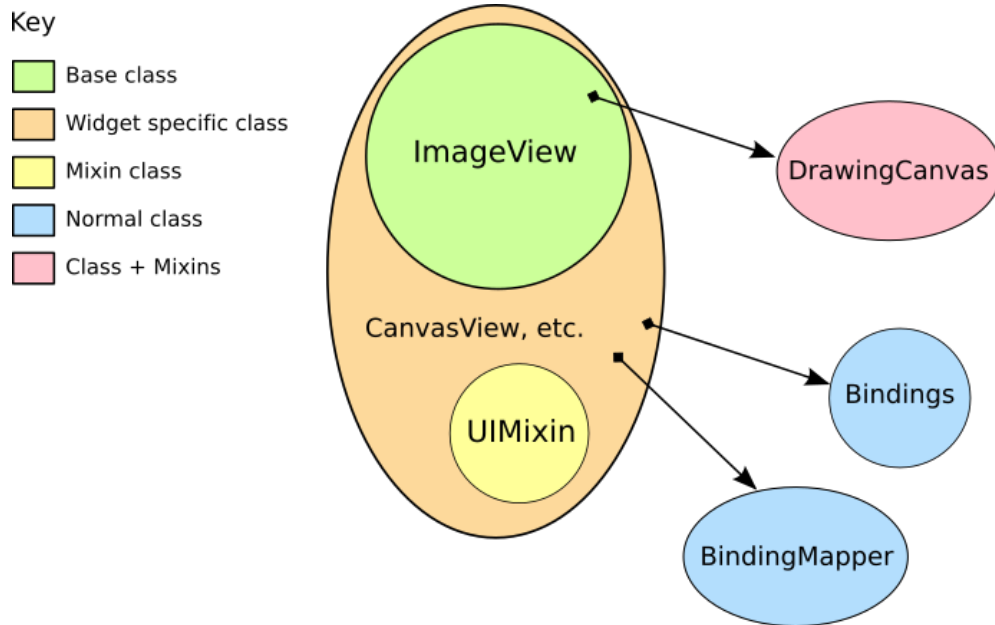 Key
Base class
Widget specific class
Mixin class
Normal class
Class + Mixins
ImageView
DrawingCanvas
CanvasView, etc.
Bindings
UIMixin
BindingMapper